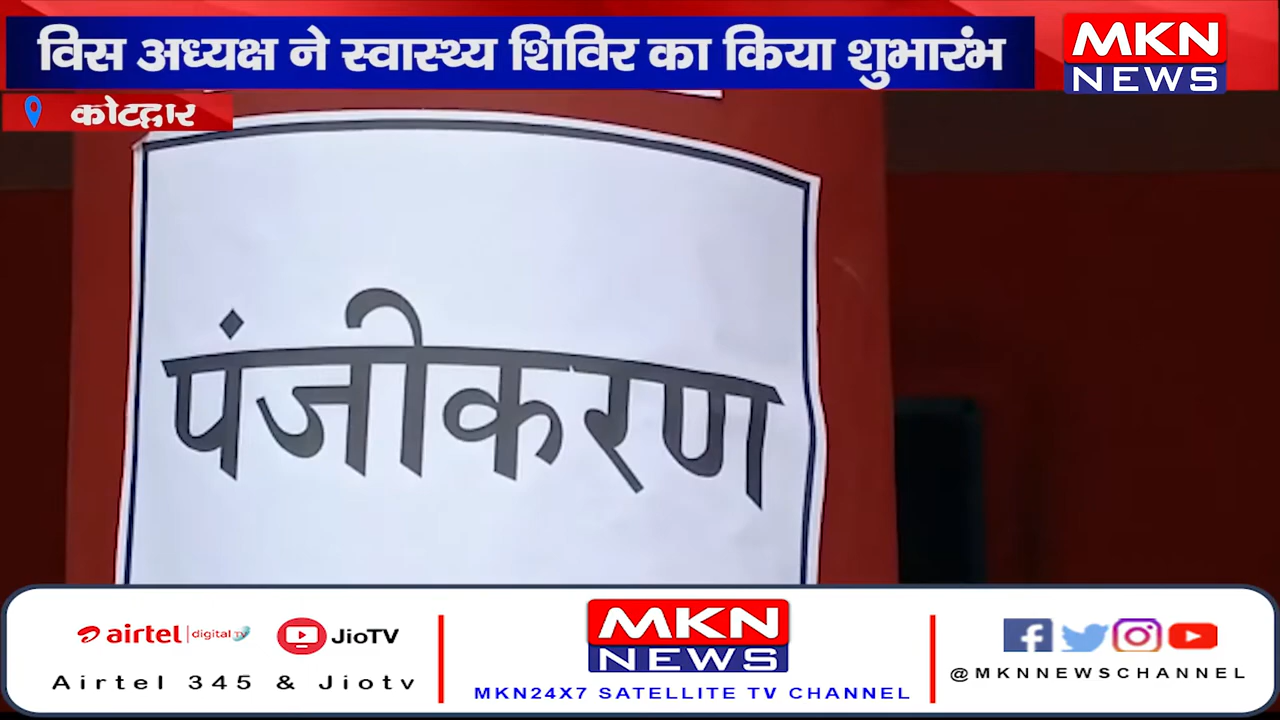 विस अध्यक्ष ने स्वास्थ्य शिविर का किया शुभारंभ
MKN
NEWS
कोटद्वार
पंजीकरण
airtel digital TV
JioTV
Airtel 345 & Jiotv
MKN
NEWS
MKN24X7 SATELLITE TV CHANNEL
@MKNNEWSCHANNEL